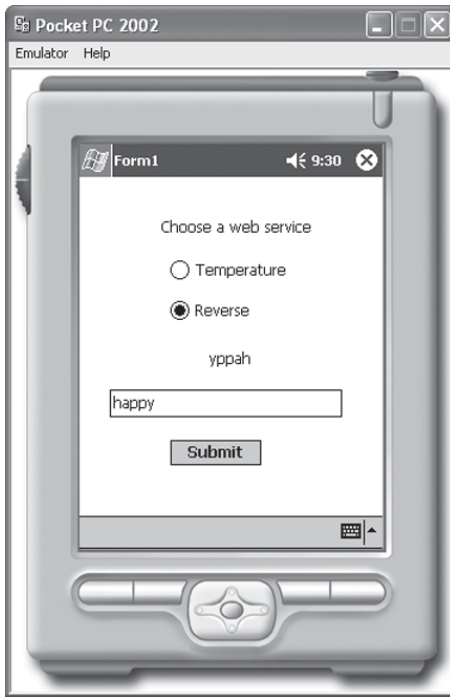 Pocket PC 2002
Emulator Help
Form1 9:30
Choose a web service
Temperature
Reverse
yppah
happy
Submit